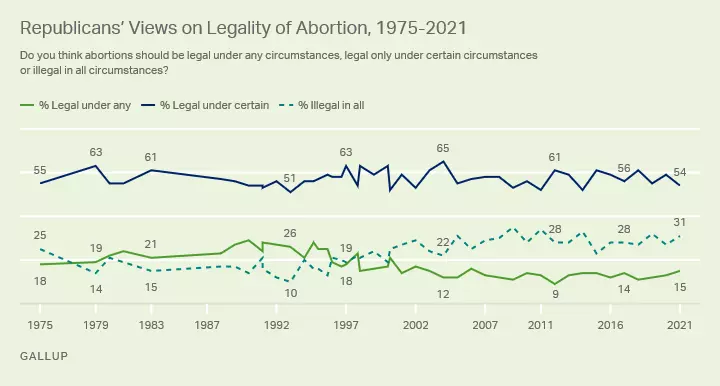 Republicans' Views on Legality of Abortion, 1975-2021
Do you think abortions should be legal under any circumstances, legal only under certain circumstances
or illegal in all circumstances?
% Legal under any % Legal under certain % Illegal in all
55 63 61 51 63 65 61 56 54
25 19 21 26 19 22 28 28 31
18 14 15 10 18 12 9 14 15
1975 1979 1983 1987 1992 1997 2002 2007 2011 2016 2021
GALLUP